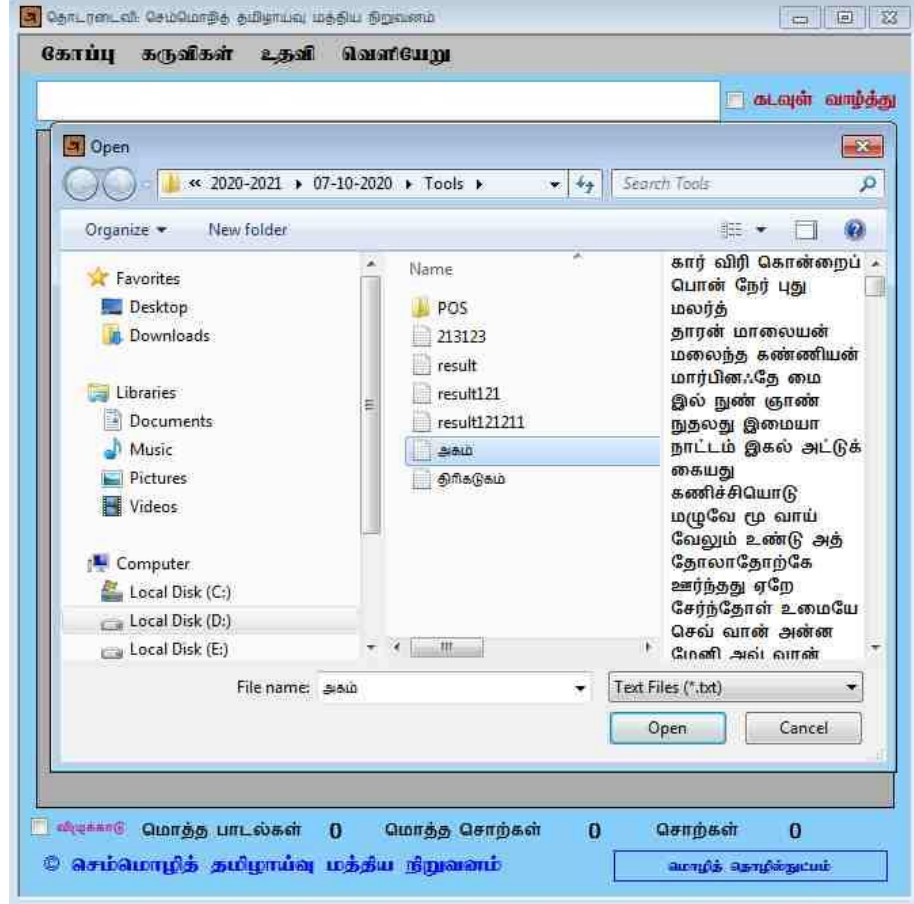 தொடரடைவி: செம்மொழித் தமிழாய்வு மத்திய நிறுவனம்
கோப்பு கருவிகள் உதவி வெளியேறு
கடவுள் வாழ்த்து
Open
« 2020-2021 ▸ 07-10-2020 ▸ Tools ▸
Search Tools
Organize
New folder
Favorites
Desktop
Downloads
Libraries
Documents
Music
Pictures
Videos
Computer
Local Disk (C:)
Local Disk (D:)
Local Disk (E:)
Name
POS
213123
result
result121
result121211
அகம்
திரிகடுகம்
கார் விரி கொன்றைப்
பொன் நேர் புது
மலர்த்
தாரன் மாலையன்
மலைந்த கண்ணியன்
மார்பினஃதே மை
இல் நுண் ஞாண்
நுதலது இமையா
நாட்டம் இகல் அட்டுக்
கையது
கணிச்சியொடு
மழுவே மூ வாய்
வேலும் உண்டு அத்
தோலாதோற்கே
ஊர்ந்தது ஏறே
சேர்ந்தோள் உமையே
செவ் வான் அன்ன
மேனி அவ் வான்
File name: அகம்
Text Files (*.txt)
Open
Cancel
விழுக்காடு மொத்த பாடல்கள் 0 மொத்த சொற்கள் 0 சொற்கள் 0
© செம்மொழித் தமிழாய்வு மத்திய நிறுவனம்
மொழித் தொழில்நுட்பம்